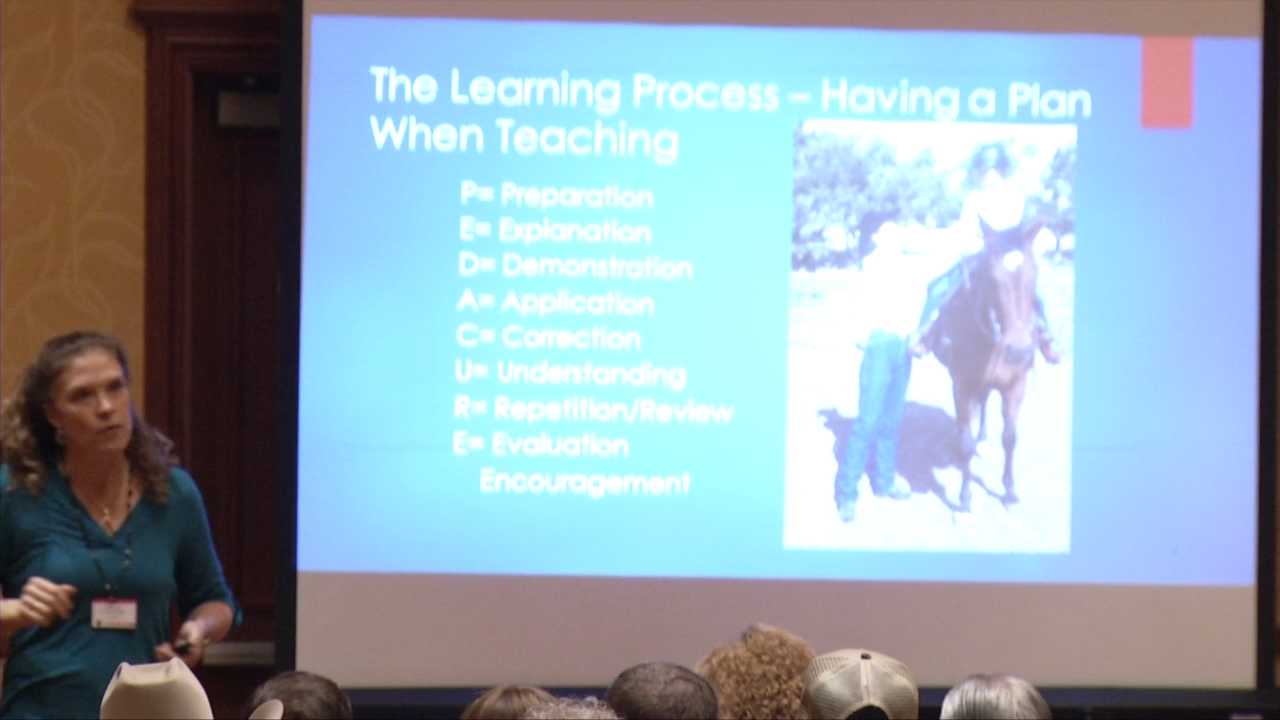 The Learning Process – Having a Plan
When Teaching
P= Preparation
E= Explanation
D= Demonstration
A= Application
C= Correction
U= Understanding
R= Repetition/Review
E= Evaluation
Encouragement